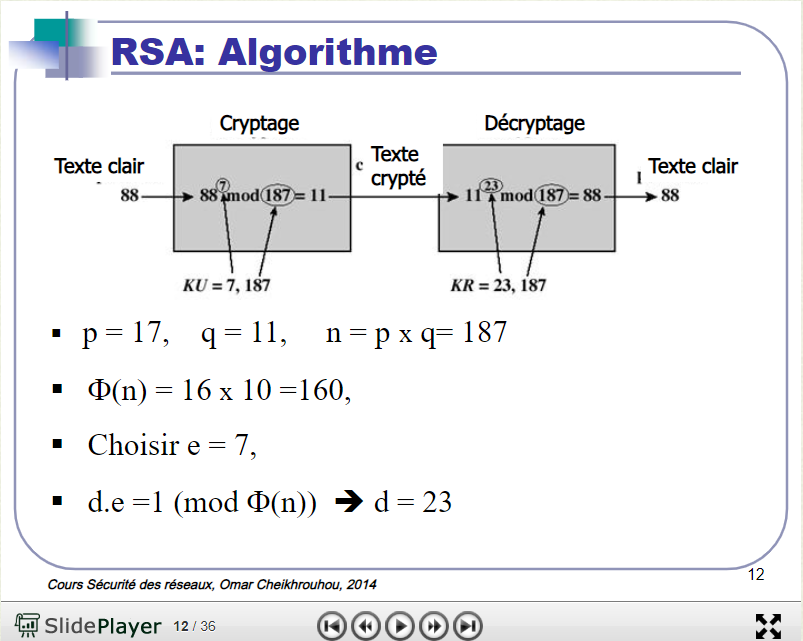 RSA: Algorithme
Cryptage
Décryptage
Texte clair
Texte
crypté
c
Texte clair
88
88 7 mod 187 = 11
11 23 mod 187 = 88
88
KU = 7, 187
KR = 23, 187
▪ p = 17, q = 11, n = p x q= 187
▪ Φ(n) = 16 x 10 =160,
▪ Choisir e = 7,
▪ d.e =1 (mod Φ(n)) ➔ d = 23
12
Cours Sécurité des réseaux, Omar Cheikhrouhou, 2014
SlidePlayer 12 / 36